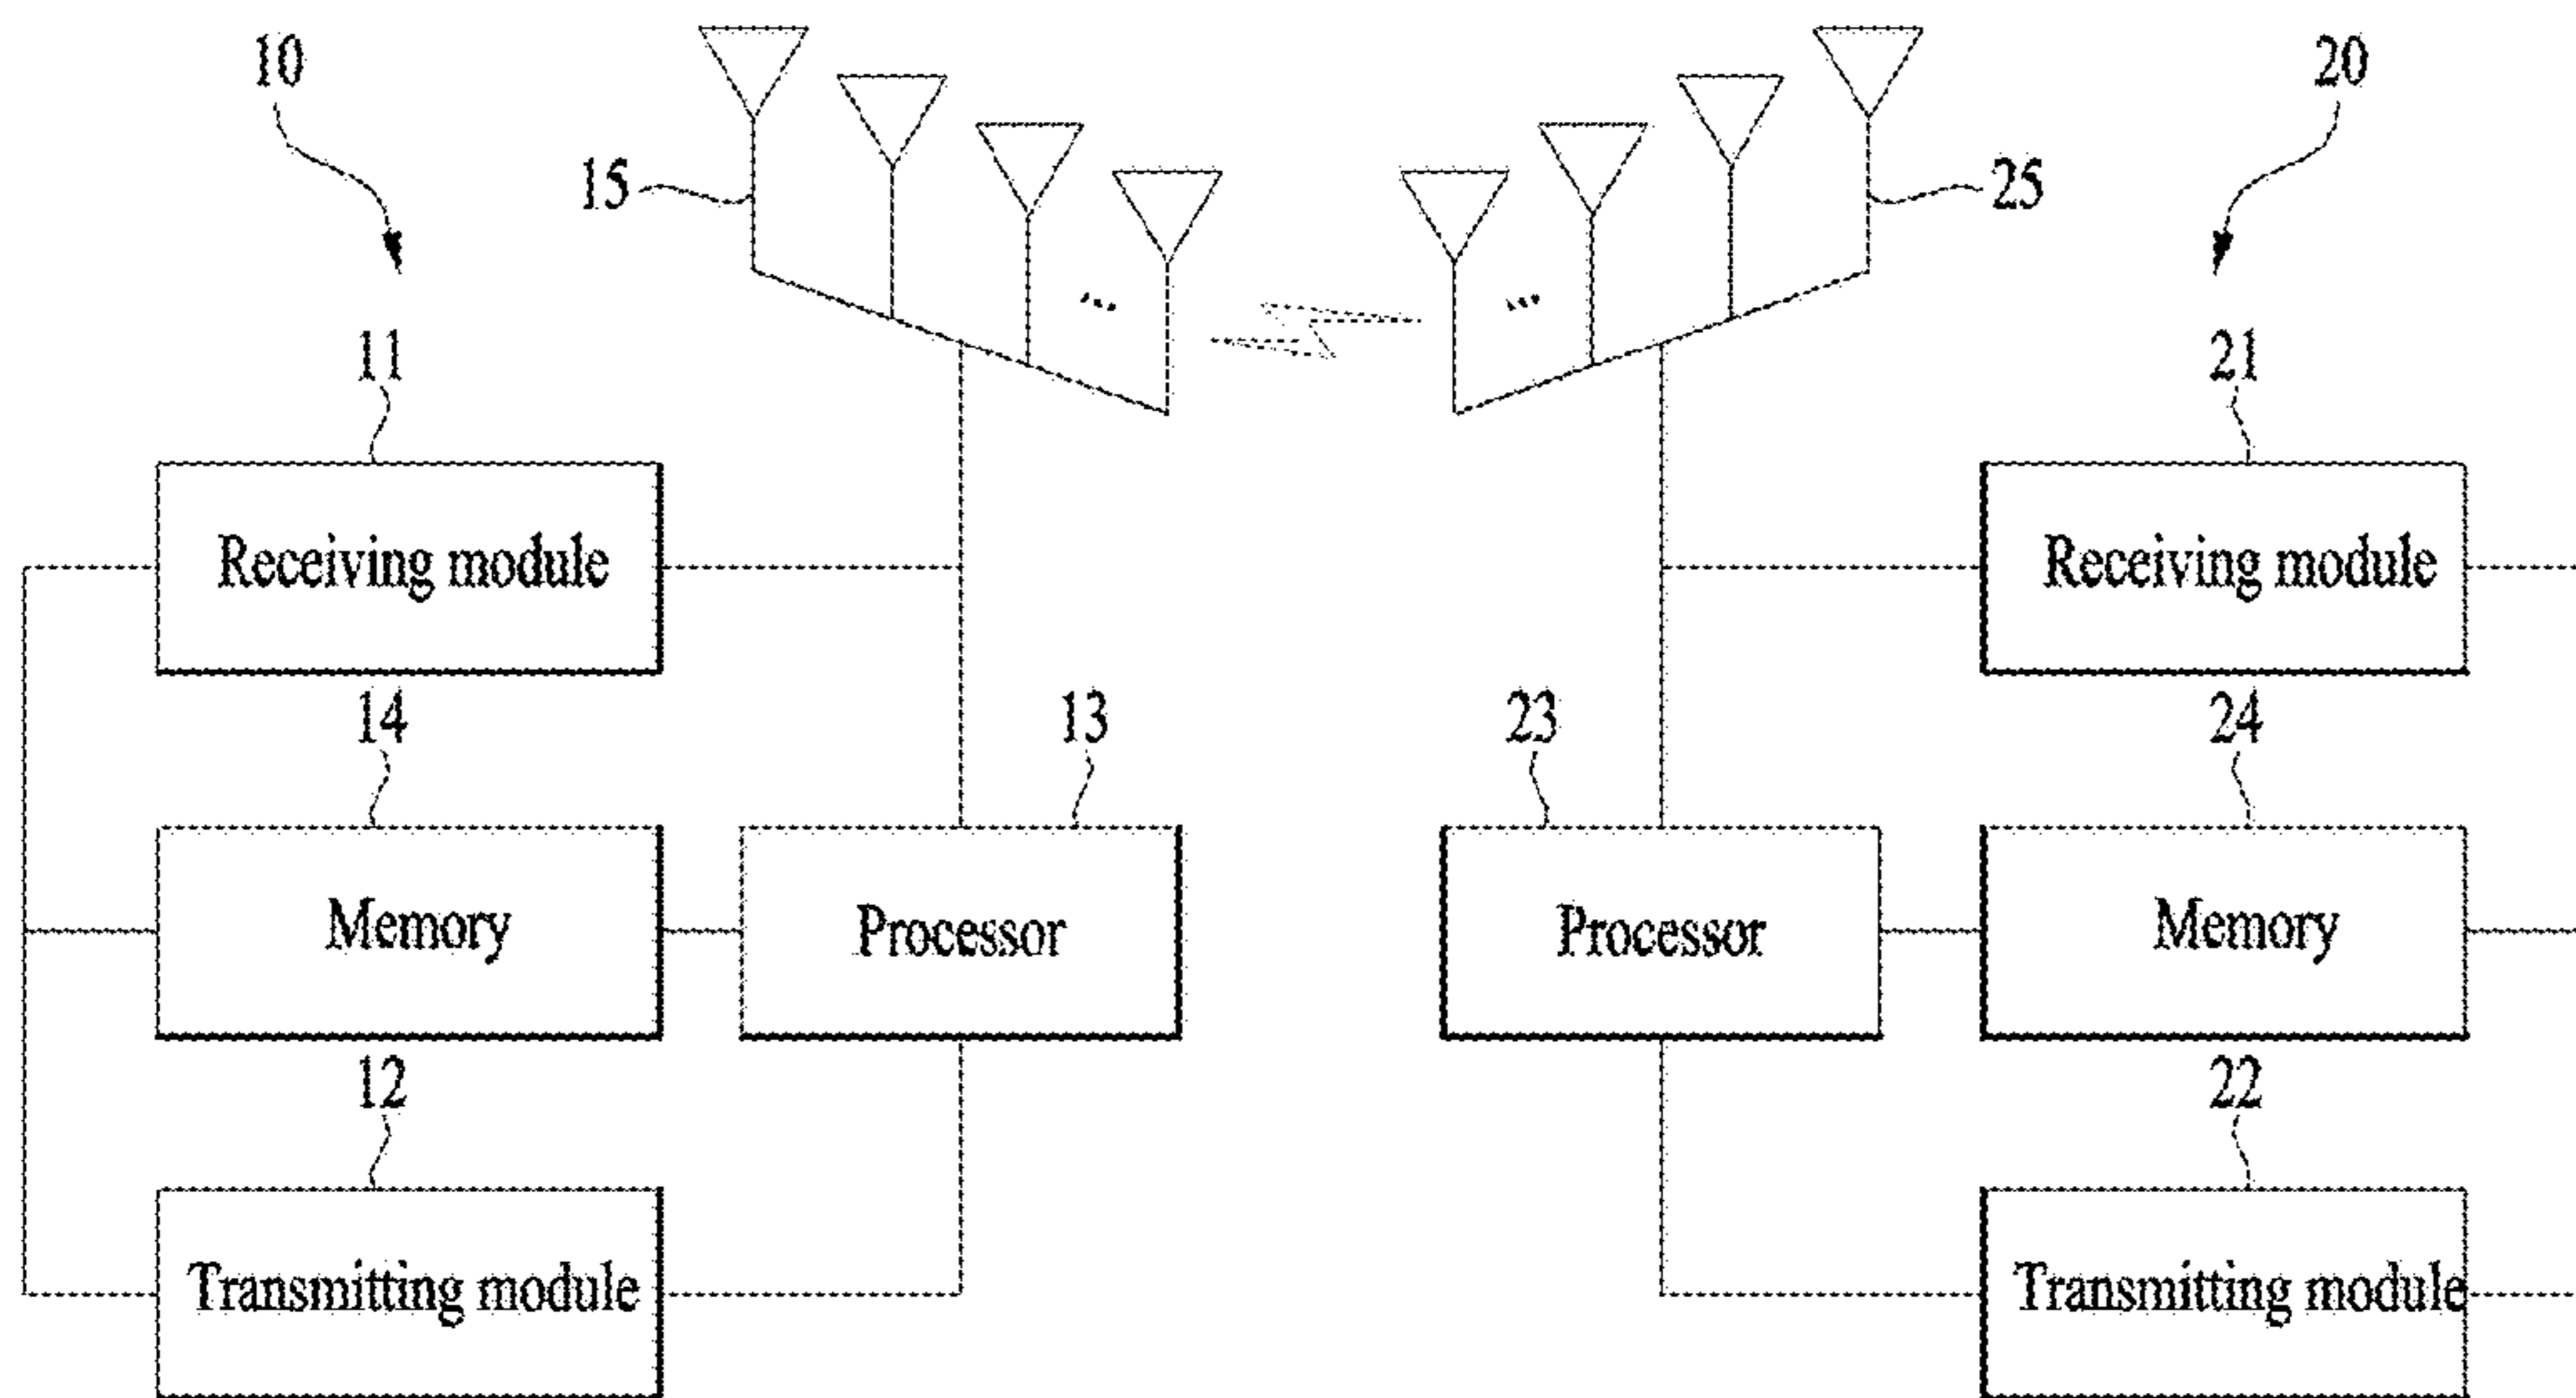 10
20
15
25
...
...
11
21
Receiving module
Receiving module
14
13
23
24
Memory
Processor
Processor
Memory
12
22
Transmitting module
Transmitting module